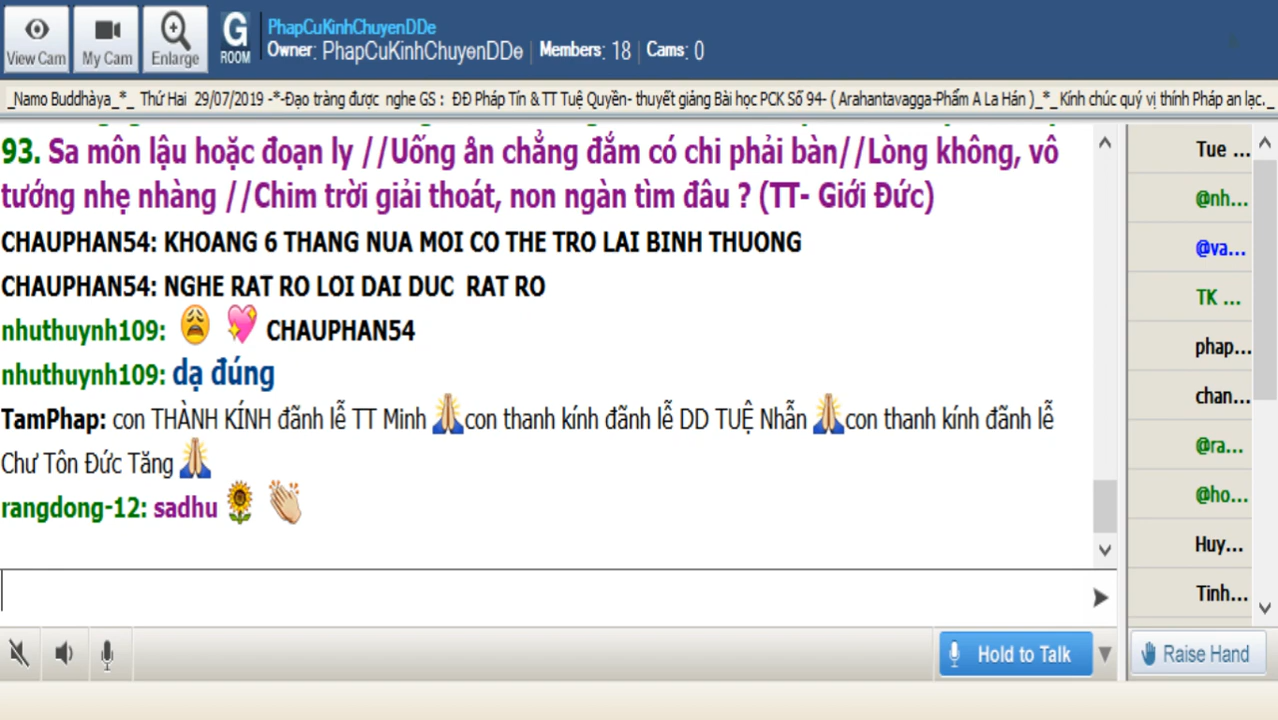 View Cam
My Cam
Enlarge
G
ROOM
PhapCuKinhChuyenDDe
Owner: PhapCuKinhChuyenDDe | Members: 18 | Cams: 0
_Namo Buddhàya_*_ Thứ Hai 29/07/2019 -*-Đạo tràng được nghe GS : ĐĐ Pháp Tín & TT Tuệ Quyền- thuyết giảng Bài học PCK Số 94- ( Arahantavagga-Phẩm A La Hán )_*_Kính chúc quý vị thính Pháp an lạc._
93. Sa môn lậu hoặc đoạn ly //Uống ăn chẳng đắm có chi phải bàn//Lòng không, vô
tướng nhẹ nhàng //Chim trời giải thoát, non ngàn tìm đâu ? (TT- Giới Đức)
CHAUPHAN54: KHOANG 6 THANG NUA MOI CO THE TRO LAI BINH THUONG
CHAUPHAN54: NGHE RAT RO LOI DAI DUC RAT RO
nhuthuynh109: 😩 💖 CHAUPHAN54
nhuthuynh109: dạ đúng
TamPhap: con THÀNH KÍNH đãnh lễ TT Minh 🙏con thanh kính đãnh lễ DD TUỆ Nhẫn 🙏con thanh kính đãnh lễ
Chư Tôn Đức Tăng 🙏
rangdong-12: sadhu 🌻 👏
Tue ...
@nh...
@va...
TK ...
phap...
chan...
@ra...
@ho...
Huy...
Tinh...
Hold to Talk
Raise Hand